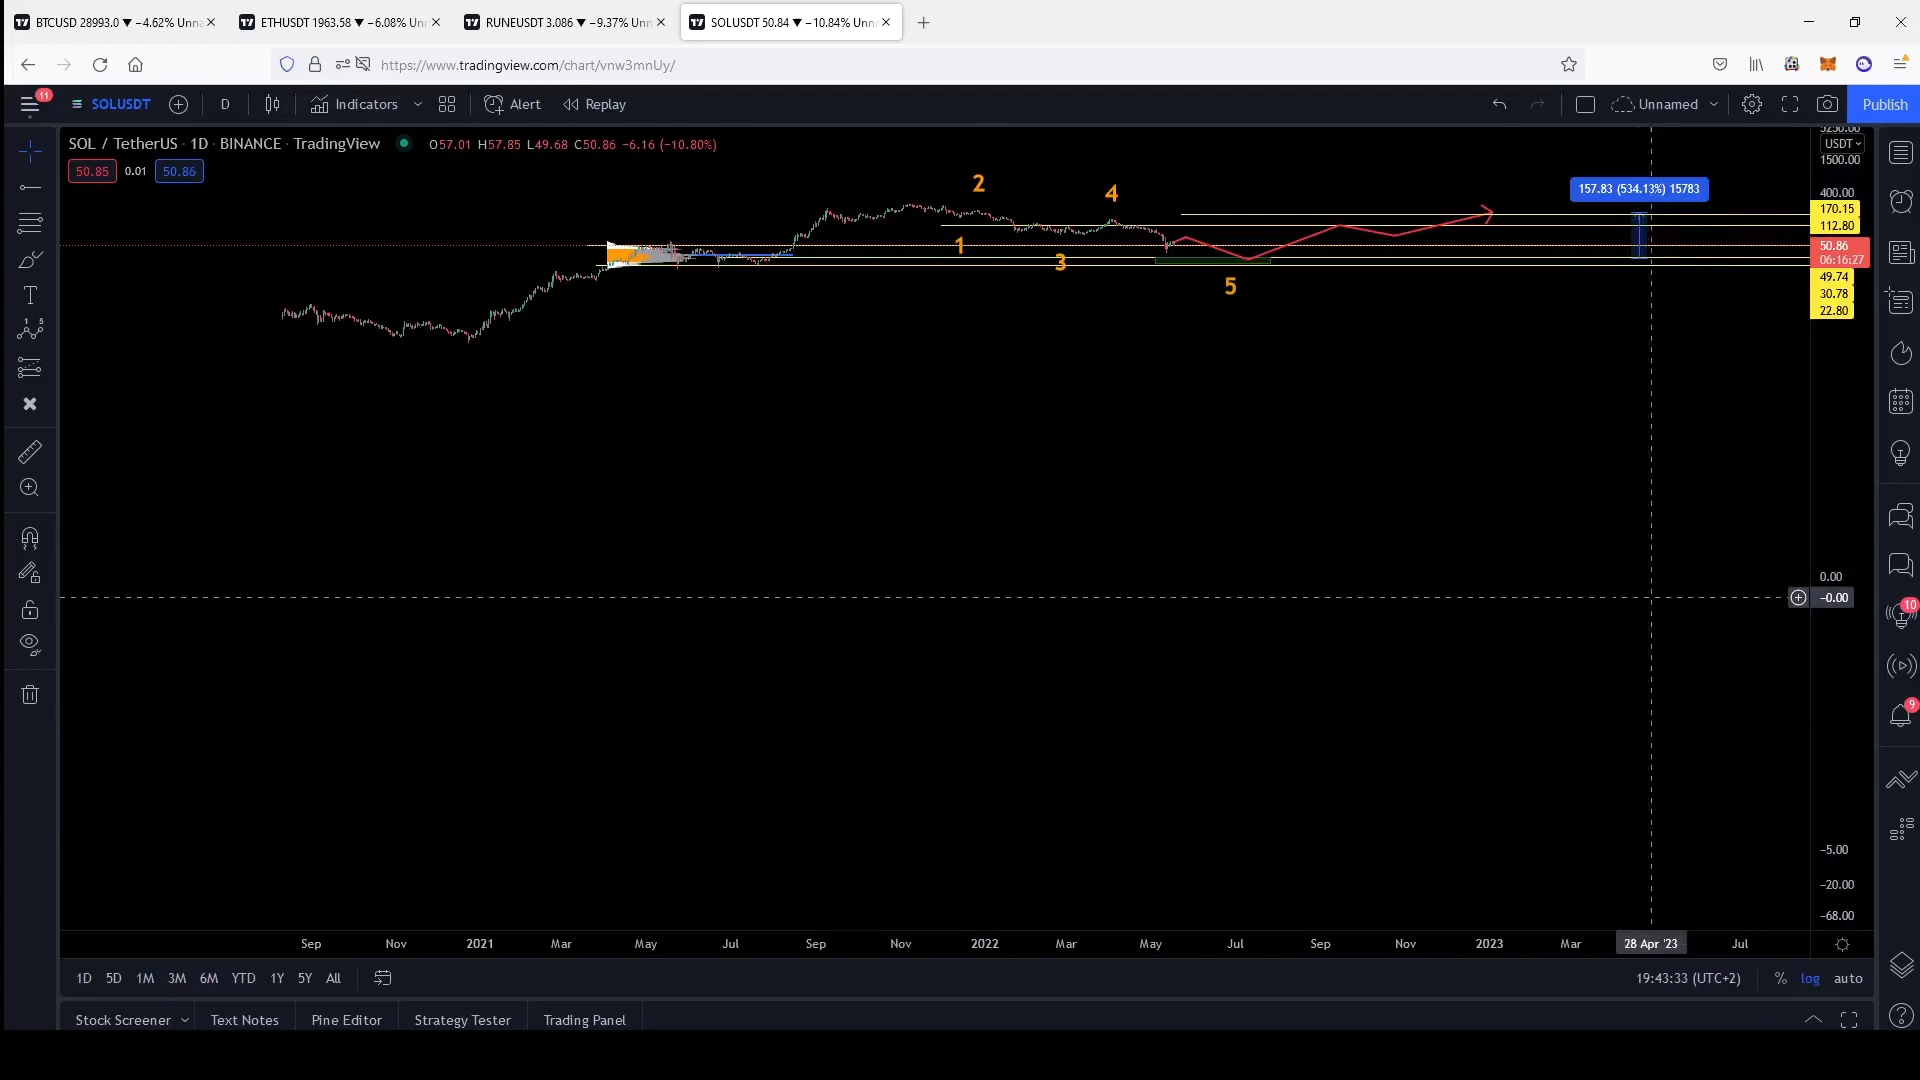 BTCUSD 28993.0 ▼ −4.62% Unna
ETHUSDT 1963.58 ▼ −6.08% Un
RUNEUSDT 3.086 ▼ −9.37% Unn
SOLUSDT 50.84 ▼ −10.84% Unn
https://www.tradingview.com/chart/vnw3mnUy/
11
SOLUSDT
D
Indicators
Alert
Replay
Unnamed
Publish
SOL / TetherUS · 1D · BINANCE · TradingView
O57.01 H57.85 L49.68 C50.86 −6.16 (−10.80%)
50.85
0.01
50.86
5250.00
USDT
1500.00
400.00
170.15
112.80
50.86
06:16:27
49.74
30.78
22.80
157.83 (534.13%) 15783
2
4
1
3
5
0.00
−0.00
−5.00
−20.00
−68.00
10
9
Sep
Nov
2021
Mar
May
Jul
Sep
Nov
2022
Mar
May
Jul
Sep
Nov
2023
Mar
28 Apr '23
Jul
1D 5D 1M 3M 6M YTD 1Y 5Y All
19:43:33 (UTC+2)
% log auto
Stock Screener
Text Notes
Pine Editor
Strategy Tester
Trading Panel